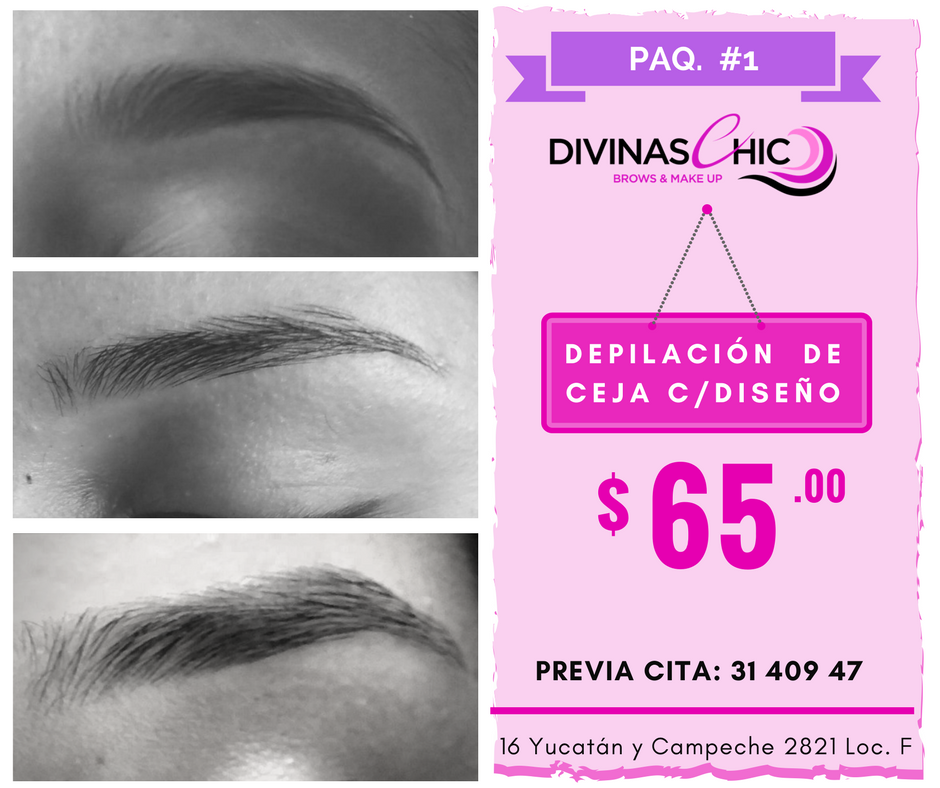 PAQ. #1
DIVINAS CHIC
BROWS & MAKE UP
DEPILACIÓN DE
CEJA C/DISEÑO
$ 65 .00
PREVIA CITA: 31 409 47
16 Yucatán y Campeche 2821 Loc. F